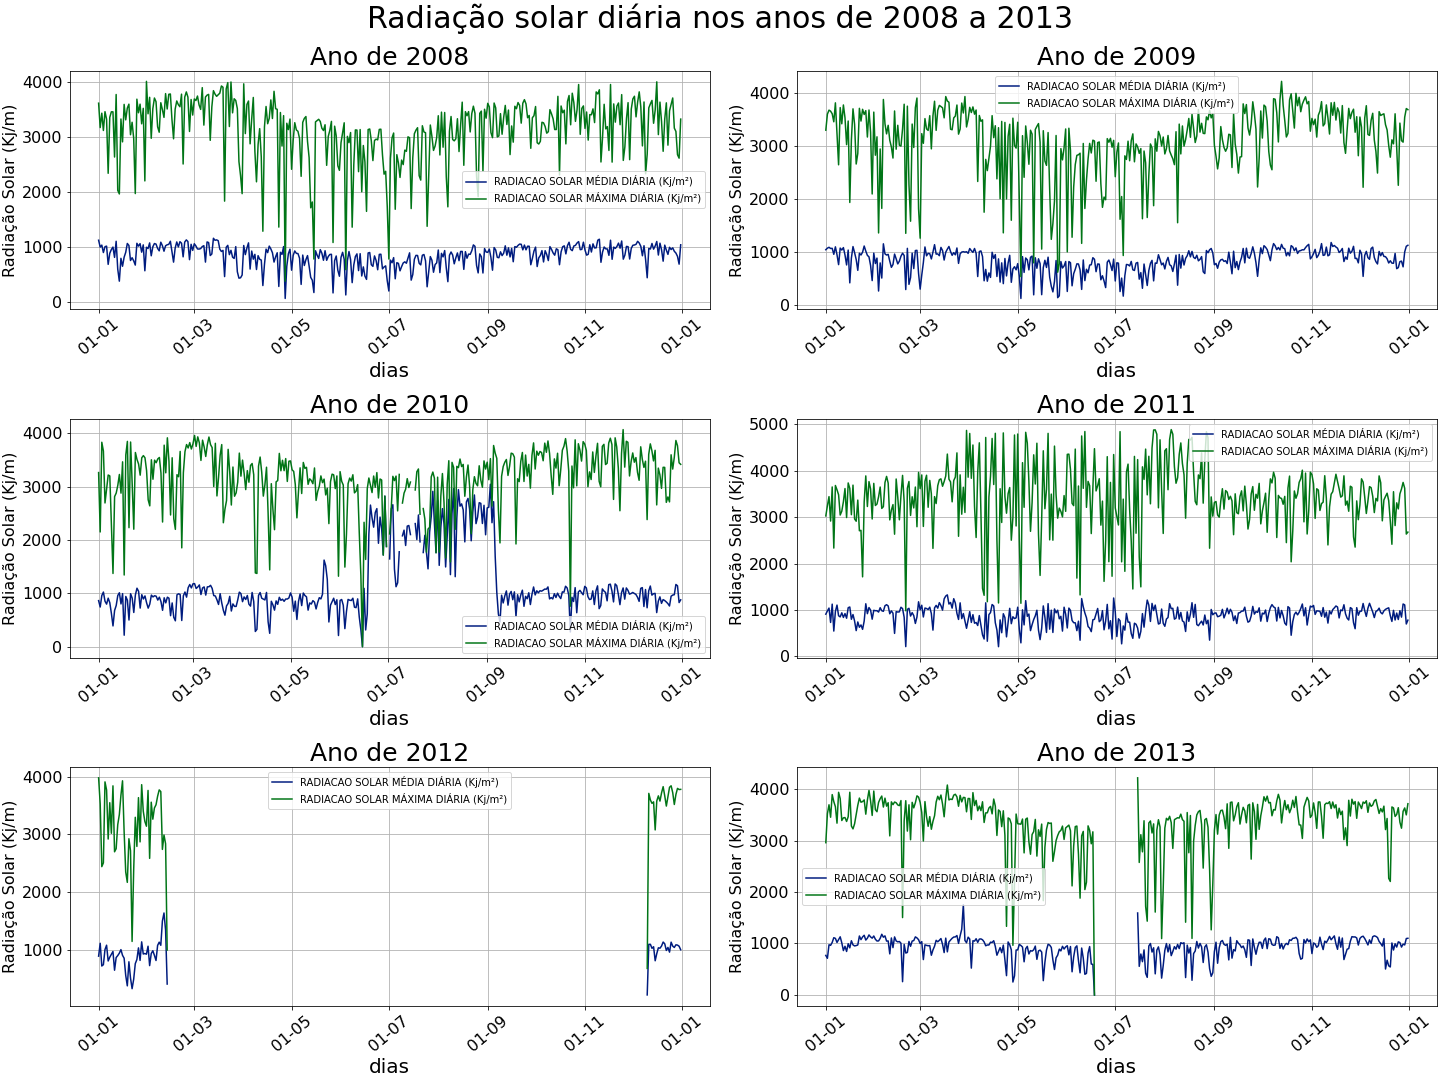 Radiação solar diária nos anos de 2008 a 2013
Ano de 2008
Radiação Solar (Kj/m)
4000
3000
2000
1000
0
RADIACAO SOLAR MÉDIA DIÁRIA (Kj/m²)
RADIACAO SOLAR MÁXIMA DIÁRIA (Kj/m²)
01-01 01-03 01-05 01-07 01-09 01-11 01-01
dias
Ano de 2009
Radiação Solar (Kj/m)
4000
3000
2000
1000
0
RADIACAO SOLAR MÉDIA DIÁRIA (Kj/m²)
RADIACAO SOLAR MÁXIMA DIÁRIA (Kj/m²)
01-01 01-03 01-05 01-07 01-09 01-11 01-01
dias
Ano de 2010
Radiação Solar (Kj/m)
4000
3000
2000
1000
0
RADIACAO SOLAR MÉDIA DIÁRIA (Kj/m²)
RADIACAO SOLAR MÁXIMA DIÁRIA (Kj/m²)
01-01 01-03 01-05 01-07 01-09 01-11 01-01
dias
Ano de 2011
Radiação Solar (Kj/m)
5000
4000
3000
2000
1000
0
RADIACAO SOLAR MÉDIA DIÁRIA (Kj/m²)
RADIACAO SOLAR MÁXIMA DIÁRIA (Kj/m²)
01-01 01-03 01-05 01-07 01-09 01-11 01-01
dias
Ano de 2012
Radiação Solar (Kj/m)
4000
3000
2000
1000
RADIACAO SOLAR MÉDIA DIÁRIA (Kj/m²)
RADIACAO SOLAR MÁXIMA DIÁRIA (Kj/m²)
01-01 01-03 01-05 01-07 01-09 01-11 01-01
dias
Ano de 2013
Radiação Solar (Kj/m)
4000
3000
2000
1000
0
RADIACAO SOLAR MÉDIA DIÁRIA (Kj/m²)
RADIACAO SOLAR MÁXIMA DIÁRIA (Kj/m²)
01-01 01-03 01-05 01-07 01-09 01-11 01-01
dias